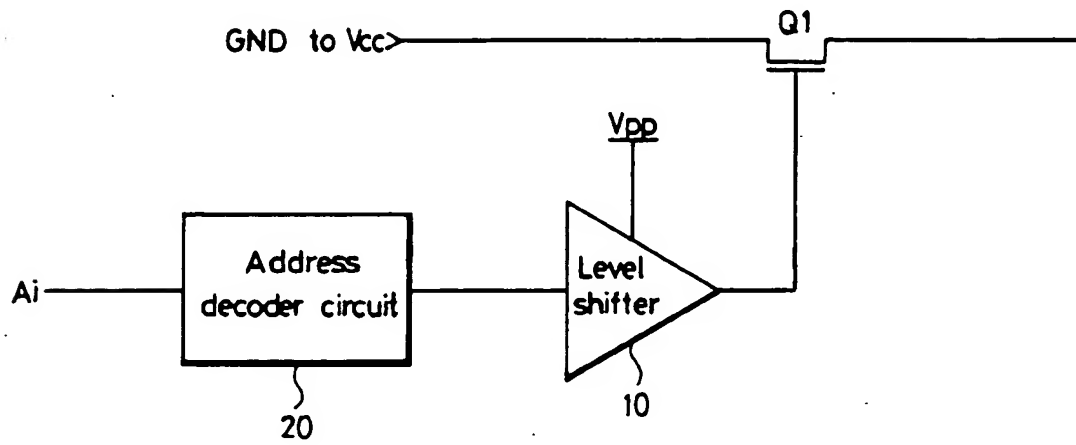 GND to Vcc
Q1
Vpp
Ai
Address
decoder circuit
Level
shifter
20
10